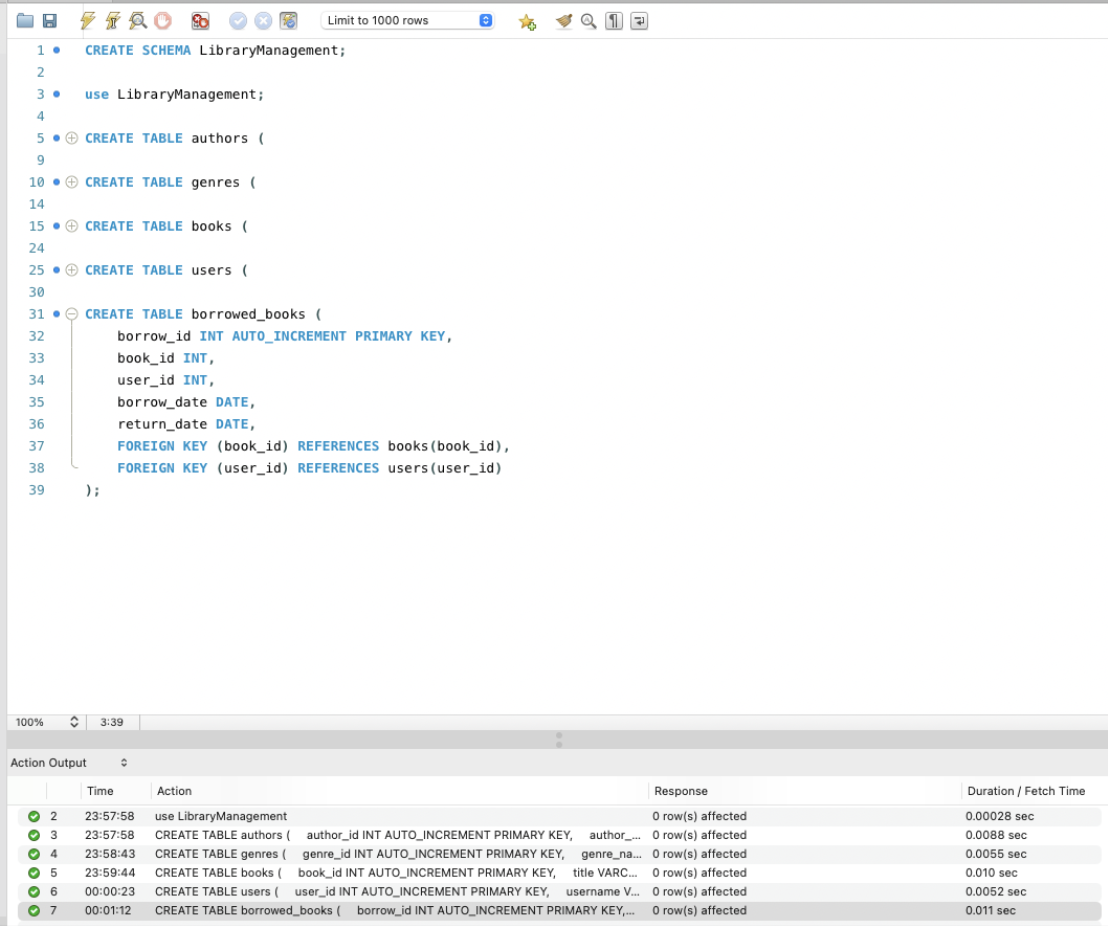 Limit to 1000 rows
1 CREATE SCHEMA LibraryManagement;
2
3 use LibraryManagement;
4
5 CREATE TABLE authors (
9
10 CREATE TABLE genres (
14
15 CREATE TABLE books (
24
25 CREATE TABLE users (
30
31 CREATE TABLE borrowed_books (
32 borrow_id INT AUTO_INCREMENT PRIMARY KEY,
33 book_id INT,
34 user_id INT,
35 borrow_date DATE,
36 return_date DATE,
37 FOREIGN KEY (book_id) REFERENCES books(book_id),
38 FOREIGN KEY (user_id) REFERENCES users(user_id)
39 );
100% 3:39
Action Output
Time Action Response Duration / Fetch Time
2 23:57:58 use LibraryManagement 0 row(s) affected 0.00028 sec
3 23:57:58 CREATE TABLE authors ( author_id INT AUTO_INCREMENT PRIMARY KEY, author_... 0 row(s) affected 0.0088 sec
4 23:58:43 CREATE TABLE genres ( genre_id INT AUTO_INCREMENT PRIMARY KEY, genre_na... 0 row(s) affected 0.0055 sec
5 23:59:44 CREATE TABLE books ( book_id INT AUTO_INCREMENT PRIMARY KEY, title VARC... 0 row(s) affected 0.010 sec
6 00:00:23 CREATE TABLE users ( user_id INT AUTO_INCREMENT PRIMARY KEY, username V... 0 row(s) affected 0.0052 sec
7 00:01:12 CREATE TABLE borrowed_books ( borrow_id INT AUTO_INCREMENT PRIMARY KEY,... 0 row(s) affected 0.011 sec